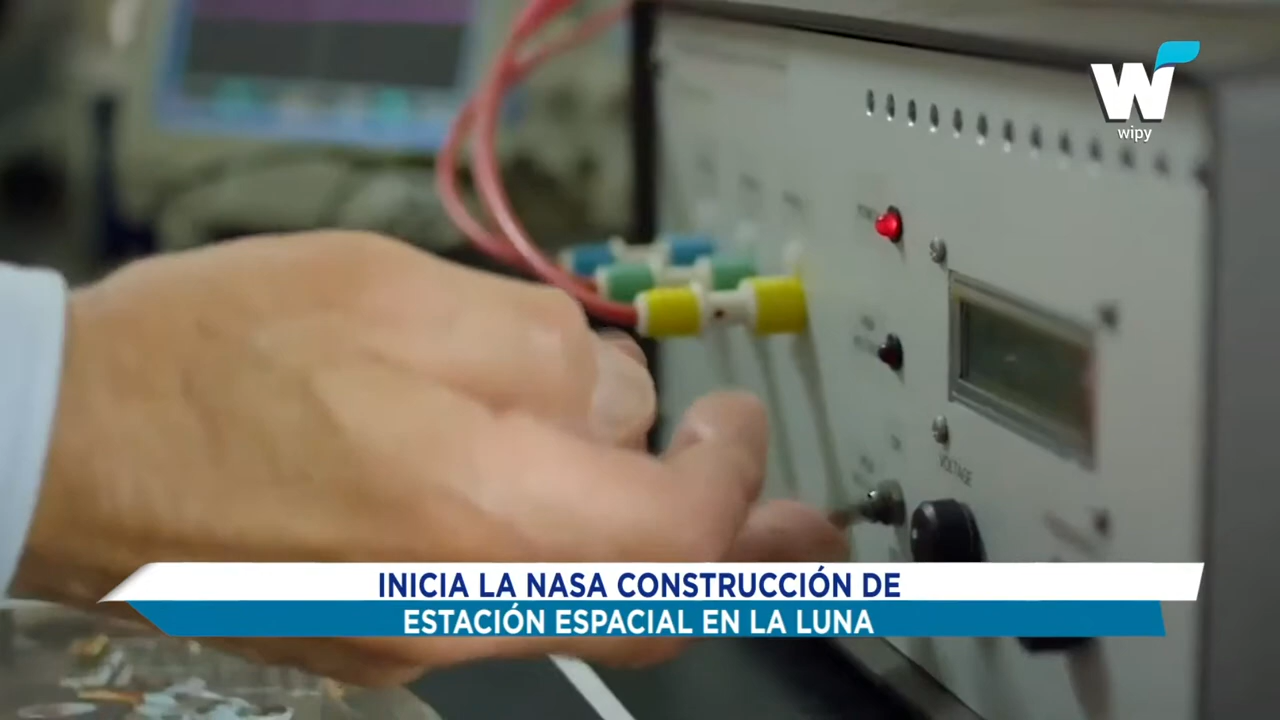 W
wipy
VOLTAGE
INICIA LA NASA CONSTRUCCIÓN DE
ESTACIÓN ESPACIAL EN LA LUNA